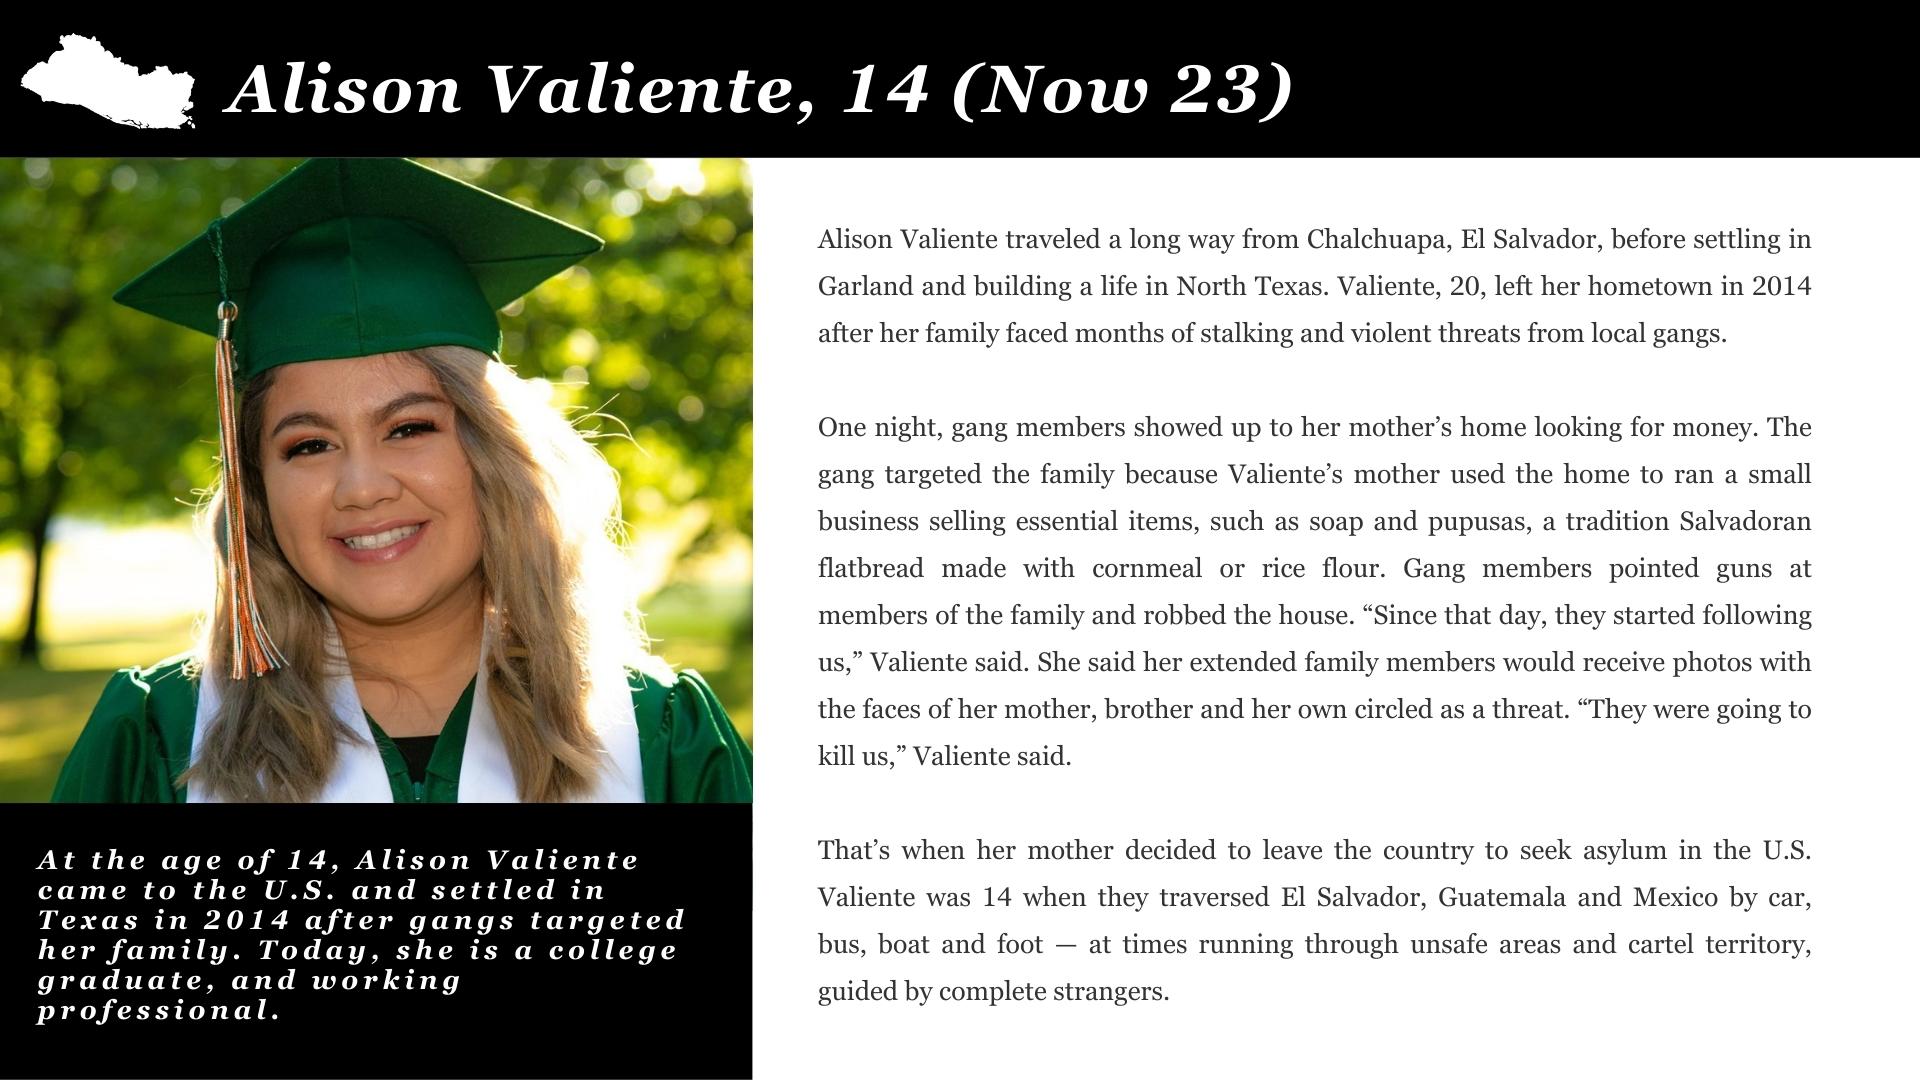 Alison Valiente, 14 (Now 23)
Alison Valiente traveled a long way from Chalchuapa, El Salvador, before settling in
Garland and building a life in North Texas. Valiente, 20, left her hometown in 2014
after her family faced months of stalking and violent threats from local gangs.
One night, gang members showed up to her mother’s home looking for money. The
gang targeted the family because Valiente’s mother used the home to ran a small
business selling essential items, such as soap and pupusas, a tradition Salvadoran
flatbread made with cornmeal or rice flour. Gang members pointed guns at
members of the family and robbed the house. “Since that day, they started following
us,” Valiente said. She said her extended family members would receive photos with
the faces of her mother, brother and her own circled as a threat. “They were going to
kill us,” Valiente said.
That’s when her mother decided to leave the country to seek asylum in the U.S.
Valiente was 14 when they traversed El Salvador, Guatemala and Mexico by car,
bus, boat and foot — at times running through unsafe areas and cartel territory,
guided by complete strangers.
At the age of 14, Alison Valiente
came to the U.S. and settled in
Texas in 2014 after gangs targeted
her family. Today, she is a college
graduate, and working
professional.